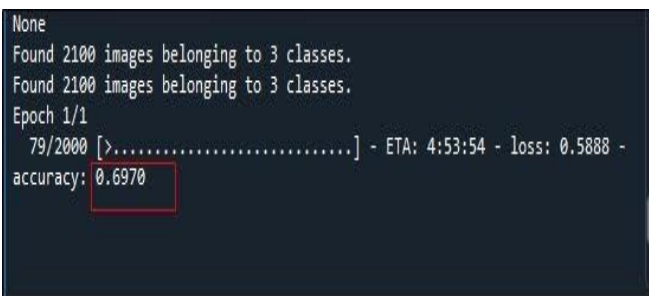 None
Found 2100 images belonging to 3 classes.
Found 2100 images belonging to 3 classes.
Epoch 1/1
79/2000 [>.............................] - ETA: 4:53:54 - loss: 0.5888 -
accuracy: 0.6970